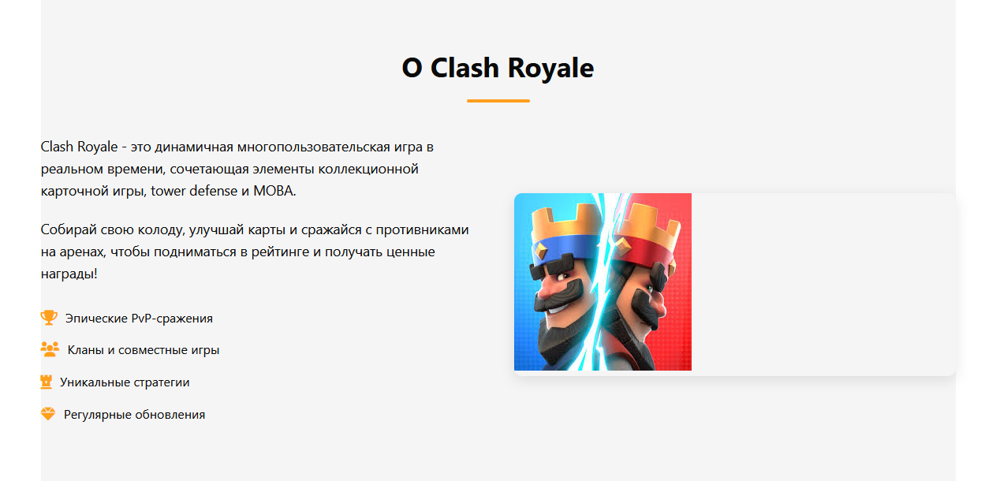 О Clash Royale
Clash Royale - это динамичная многопользовательская игра в
реальном времени, сочетающая элементы коллекционной
карточной игры, tower defense и MOBA.
Собирай свою колоду, улучшай карты и сражайся с противниками
на аренах, чтобы подниматься в рейтинге и получать ценные
награды!
Эпические PvP-сражения
Кланы и совместные игры
Уникальные стратегии
Регулярные обновления